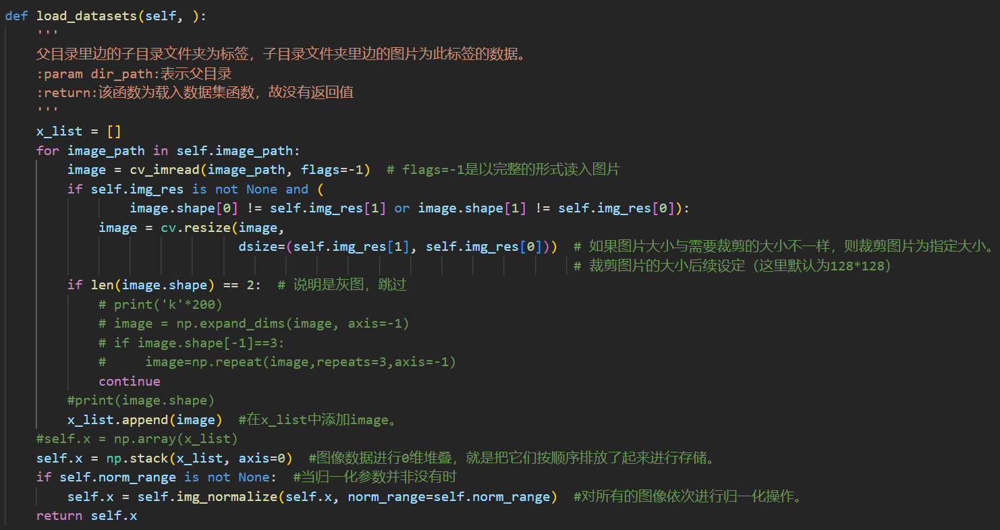 def load_datasets(self, ):
    '''
    父目录里边的子目录文件夹为标签，子目录文件夹里边的图片为此标签的数据。
    :param dir_path:表示父目录
    :return:该函数为载入数据集函数，故没有返回值
    '''
    x_list = []
    for image_path in self.image_path:
        image = cv_imread(image_path, flags=-1)  # flags=-1是以完整的形式读入图片
        if self.img_res is not None and (
                image.shape[0] != self.img_res[1] or image.shape[1] != self.img_res[0]):
            image = cv.resize(image,
                              dsize=(self.img_res[1], self.img_res[0]))  # 如果图片大小与需要裁剪的大小不一样，则裁剪图片为指定大小。
                                                                         # 裁剪图片的大小后续设定（这里默认为128*128）
        if len(image.shape) == 2:  # 说明是灰图，跳过
            # print('k'*200)
            # image = np.expand_dims(image, axis=-1)
            # if image.shape[-1]==3:
            #     image=np.repeat(image,repeats=3,axis=-1)
            continue
        #print(image.shape)
        x_list.append(image)  #在x_list中添加image。
    #self.x = np.array(x_list)
    self.x = np.stack(x_list, axis=0)  #图像数据进行0维堆叠，就是把它们按顺序排放了起来进行存储。
    if self.norm_range is not None:  #当归一化参数并非没有时
        self.x = self.img_normalize(self.x, norm_range=self.norm_range)  #对所有的图像依次进行归一化操作。
    return self.x